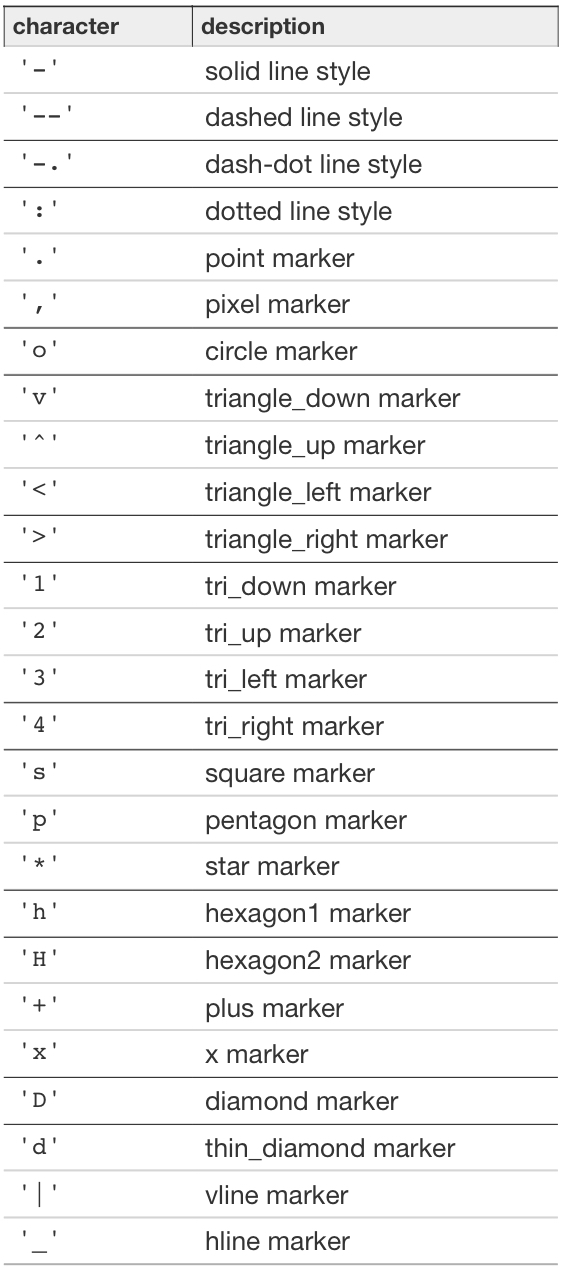 character description
'-' solid line style
'--' dashed line style
'-.' dash-dot line style
':' dotted line style
'.' point marker
',' pixel marker
'o' circle marker
'v' triangle_down marker
'^' triangle_up marker
'<' triangle_left marker
'>' triangle_right marker
'1' tri_down marker
'2' tri_up marker
'3' tri_left marker
'4' tri_right marker
's' square marker
'p' pentagon marker
'*' star marker
'h' hexagon1 marker
'H' hexagon2 marker
'+' plus marker
'x' x marker
'D' diamond marker
'd' thin_diamond marker
'|' vline marker
'_' hline marker